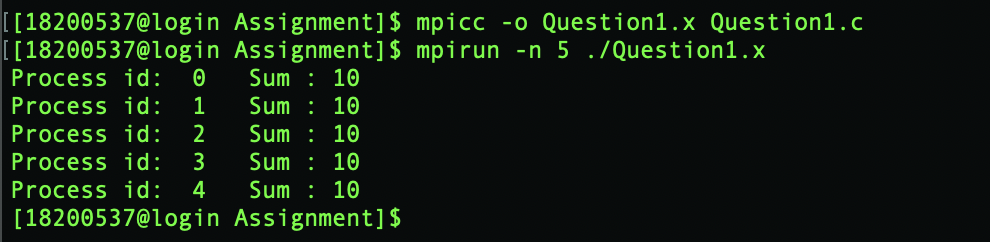 [[18200537@login Assignment]$ mpicc -o Question1.x Question1.c
[[18200537@login Assignment]$ mpirun -n 5 ./Question1.x
Process id:  0   Sum : 10
Process id:  1   Sum : 10
Process id:  2   Sum : 10
Process id:  3   Sum : 10
Process id:  4   Sum : 10
[18200537@login Assignment]$